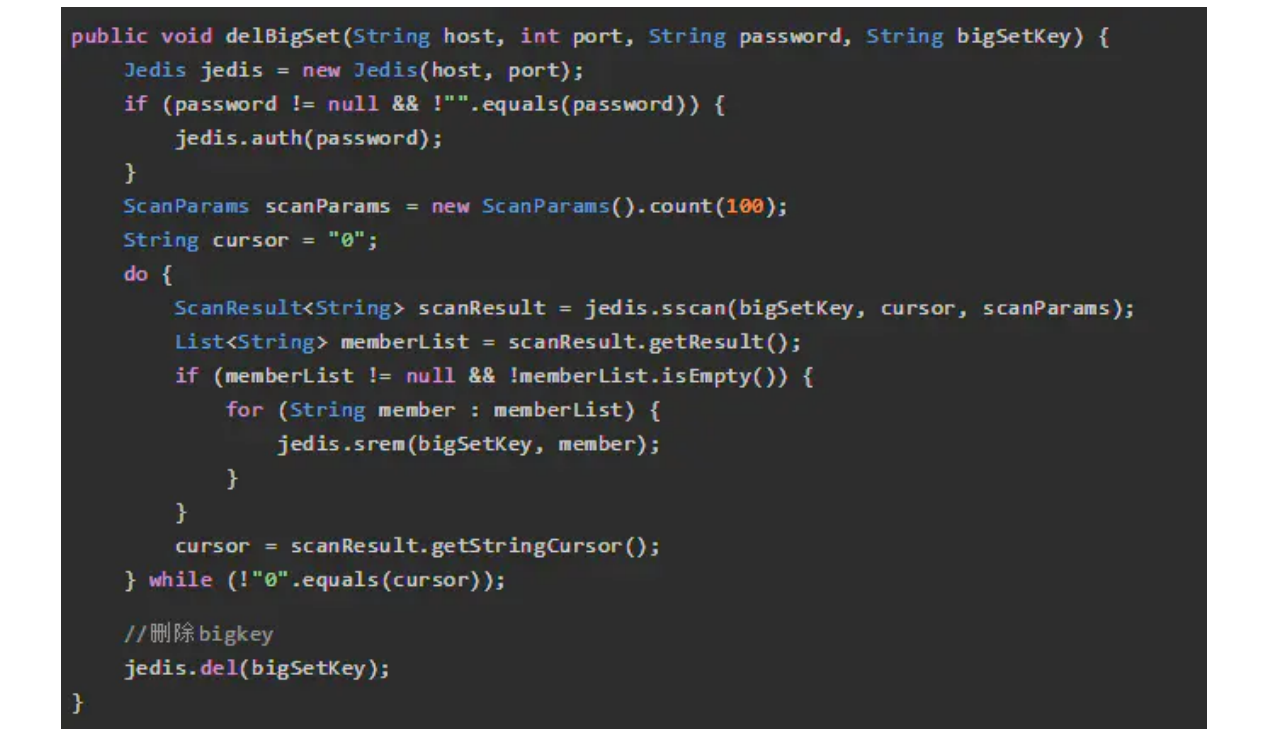 public void delBigSet(String host, int port, String password, String bigSetKey) {
    Jedis jedis = new Jedis(host, port);
    if (password != null && !"".equals(password)) {
        jedis.auth(password);
    }
    ScanParams scanParams = new ScanParams().count(100);
    String cursor = "0";
    do {
        ScanResult<String> scanResult = jedis.sscan(bigSetKey, cursor, scanParams);
        List<String> memberList = scanResult.getResult();
        if (memberList != null && !memberList.isEmpty()) {
            for (String member : memberList) {
                jedis.srem(bigSetKey, member);
            }
        }
        cursor = scanResult.getStringCursor();
    } while (!"0".equals(cursor));
    //删除bigkey
    jedis.del(bigSetKey);
}